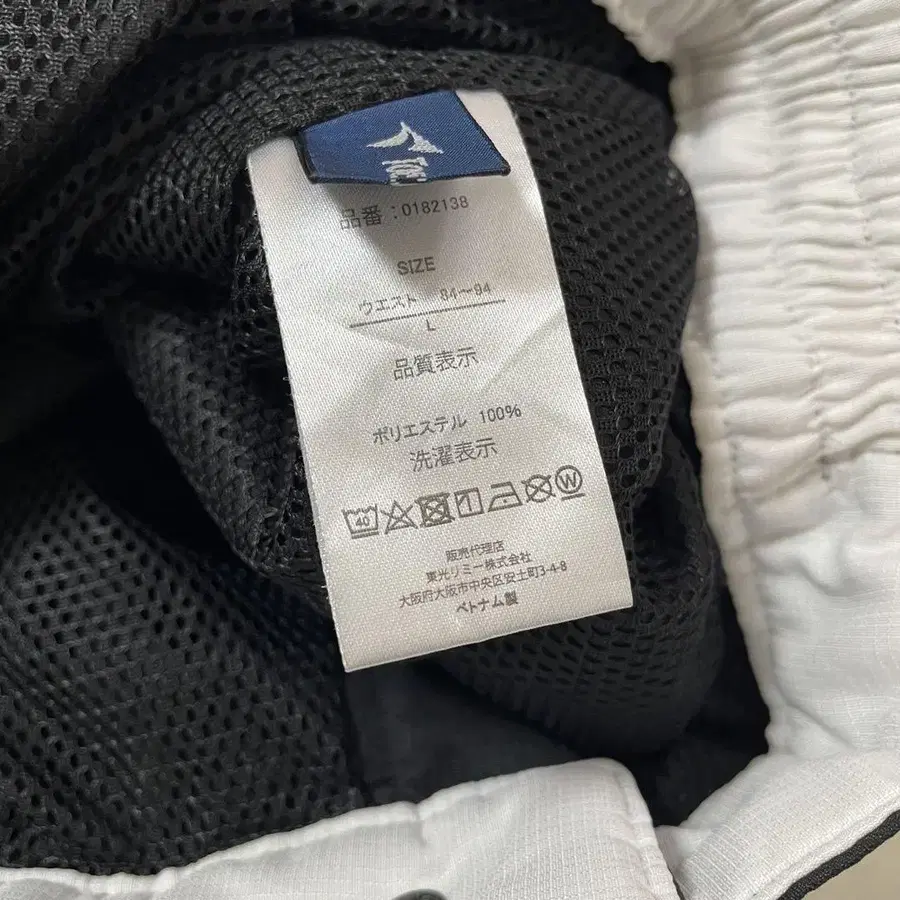 品番:0182138
SIZE
ウエスト 84～94
L
品質表示
ポリエステル 100%
洗濯表示
40
W
販売代理店
東光リミー株式会社
大阪府大阪市中央区安土町3-4-8
ベトナム製